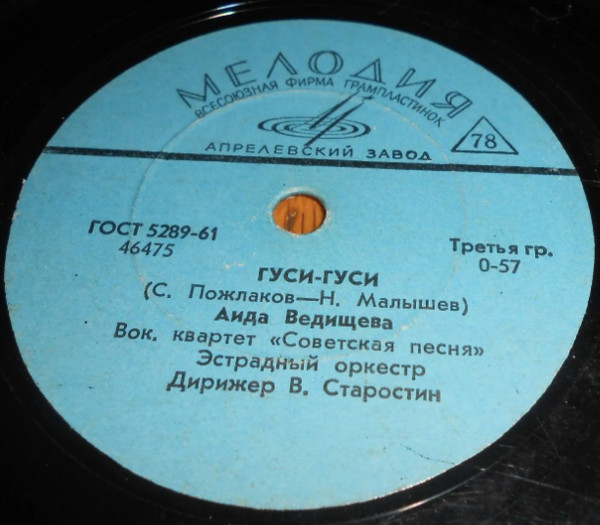 МЕЛОДИЯ
ВСЕСОЮЗНАЯ ФИРМА ГРАМПЛАСТИНОК
78
АПРЕЛЕВСКИЙ ЗАВОД
ГОСТ 5289-61
46475
Третья гр.
0-57
ГУСИ-ГУСИ
(С. Пожлаков—Н. Малышев)
Аида Ведищева
Вок. квартет «Советская песня»
Эстрадный оркестр
Дирижер В. Старостин